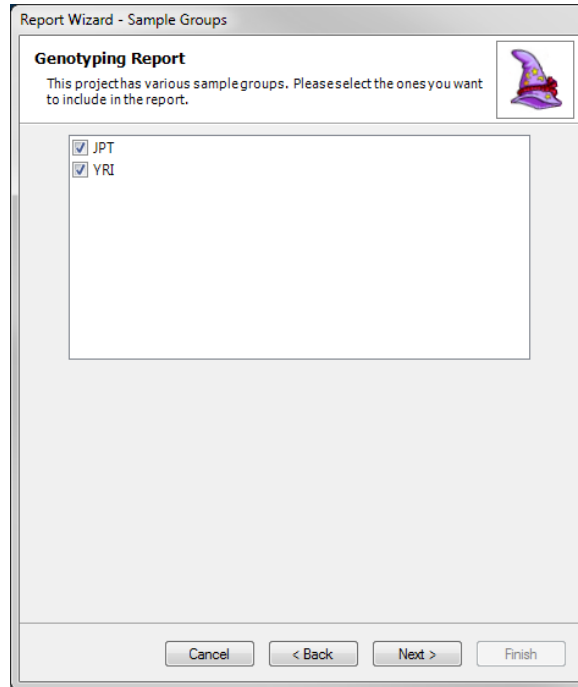 Report Wizard - Sample Groups
Genotyping Report
This project has various sample groups. Please select the ones you want
to include in the report.
JPT
YRI
Cancel
< Back
Next >
Finish